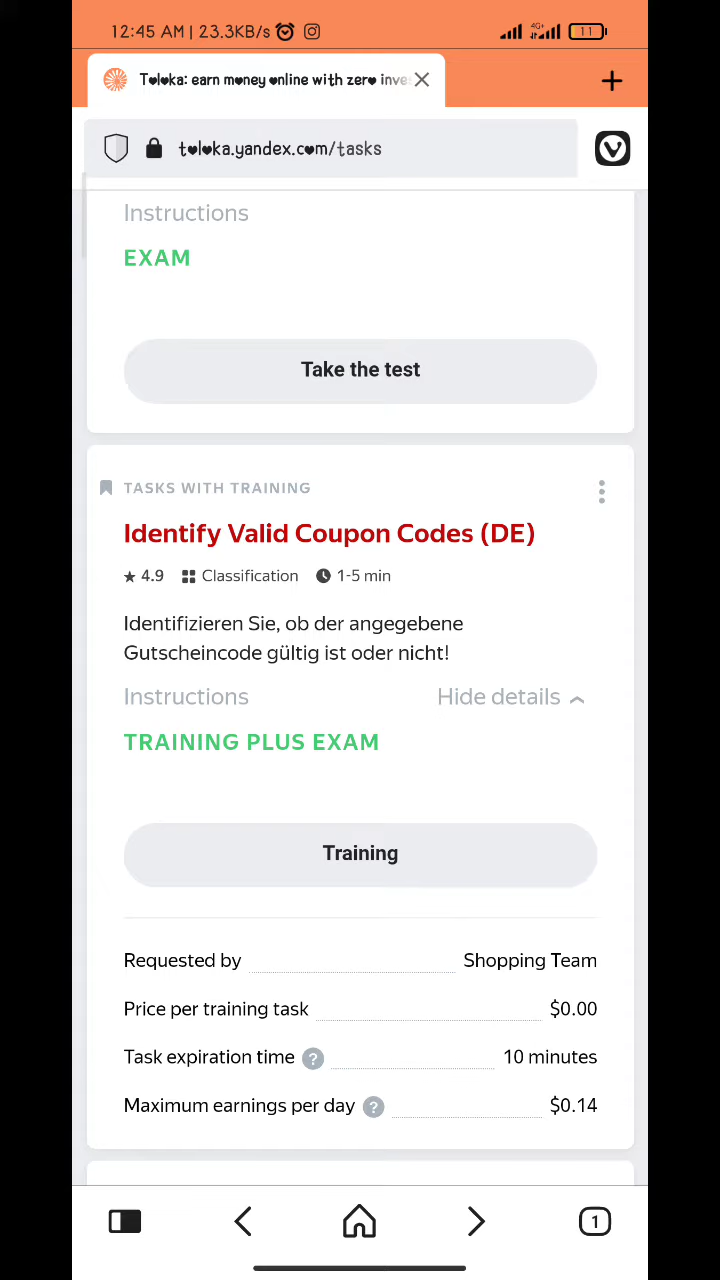 12:45 AM | 23.3KB/s
4G+
11
Toloka: earn money online with zero inve
toloka.yandex.com/tasks
Instructions
EXAM
Take the test
TASKS WITH TRAINING
Identify Valid Coupon Codes (DE)
4.9 Classification 1-5 min
Identifizieren Sie, ob der angegebene
Gutscheincode gültig ist oder nicht!
Instructions Hide details
TRAINING PLUS EXAM
Training
Requested by Shopping Team
Price per training task $0.00
Task expiration time ? 10 minutes
Maximum earnings per day ? $0.14
1